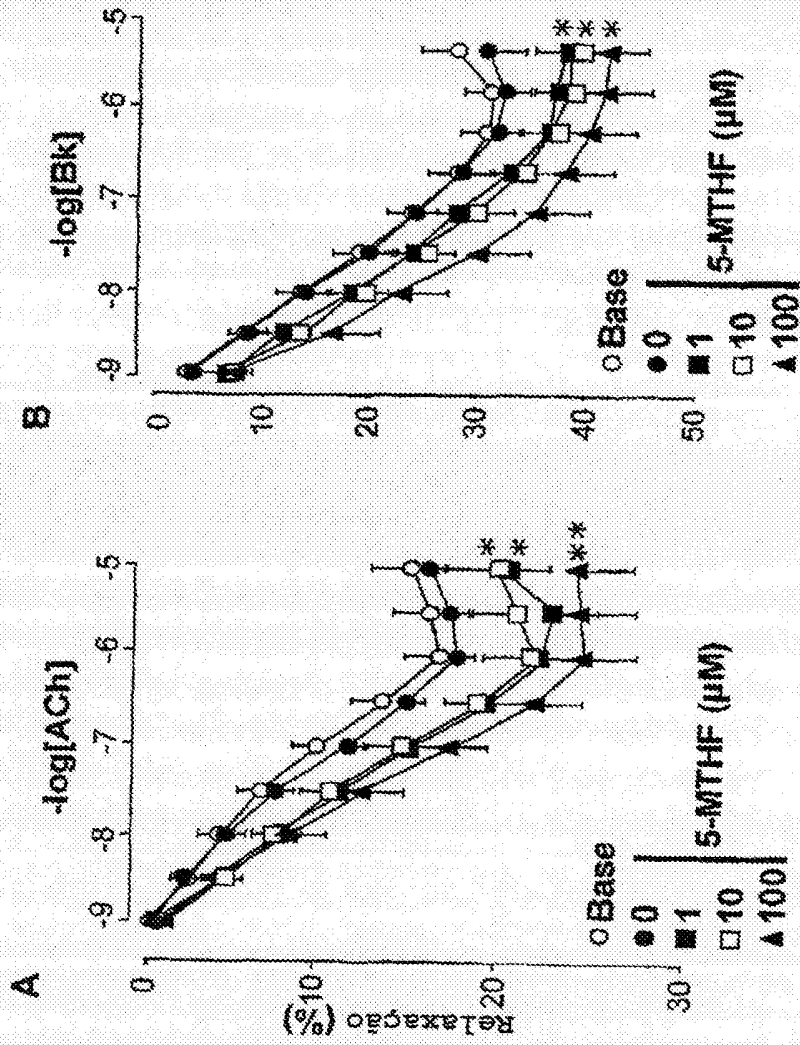 A
-log[ACh]
-9 -8 -7 -6 -5
0
10
20
30
Relaxação (%)
* * **
Base
0
1
10
100
5-MTHF (µM)
B
-log[Bk]
-9 -8 -7 -6 -5
0
10
20
30
40
50
* * *
Base
0
1
10
100
5-MTHF (µM)